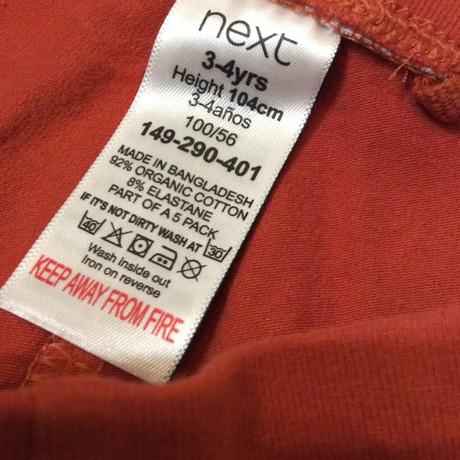 next
3-4yrs
Height 104cm
3-4años
100/56
149-290-401
MADE IN BANGLADESH
92% ORGANIC COTTON
8% ELASTANE
PART OF A 5 PACK
IF IT'S NOT DIRTY WASH AT 30
40
Wash inside out
Iron on reverse
KEEP AWAY FROM FIRE